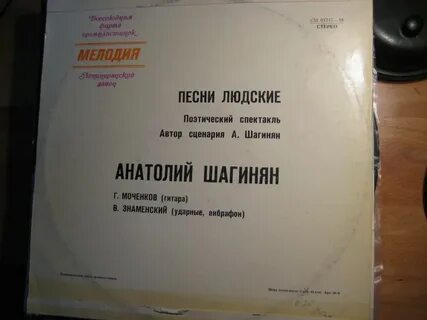 Всесоюзная
фирма
грампластинок
МЕЛОДИЯ
Ленинградский
завод
СТЕРЕО
ПЕСНИ ЛЮДСКИЕ
Поэтический спектакль
Автор сценария А. Шагинян
АНАТОЛИЙ ШАГИНЯН
Г. МОЧЕНКОВ (гитара)
В. ЗНАМЕНСКИЙ (ударные, вибрафон)